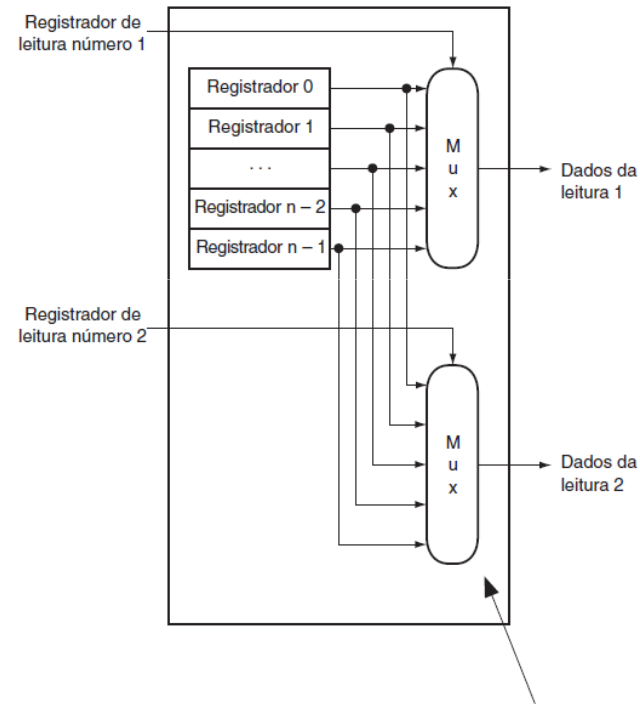 Registrador de
leitura número 1
Registrador 0
Registrador 1
. . .
Registrador n – 2
Registrador n – 1
M
u
x
Dados da
leitura 1
Registrador de
leitura número 2
M
u
x
Dados da
leitura 2